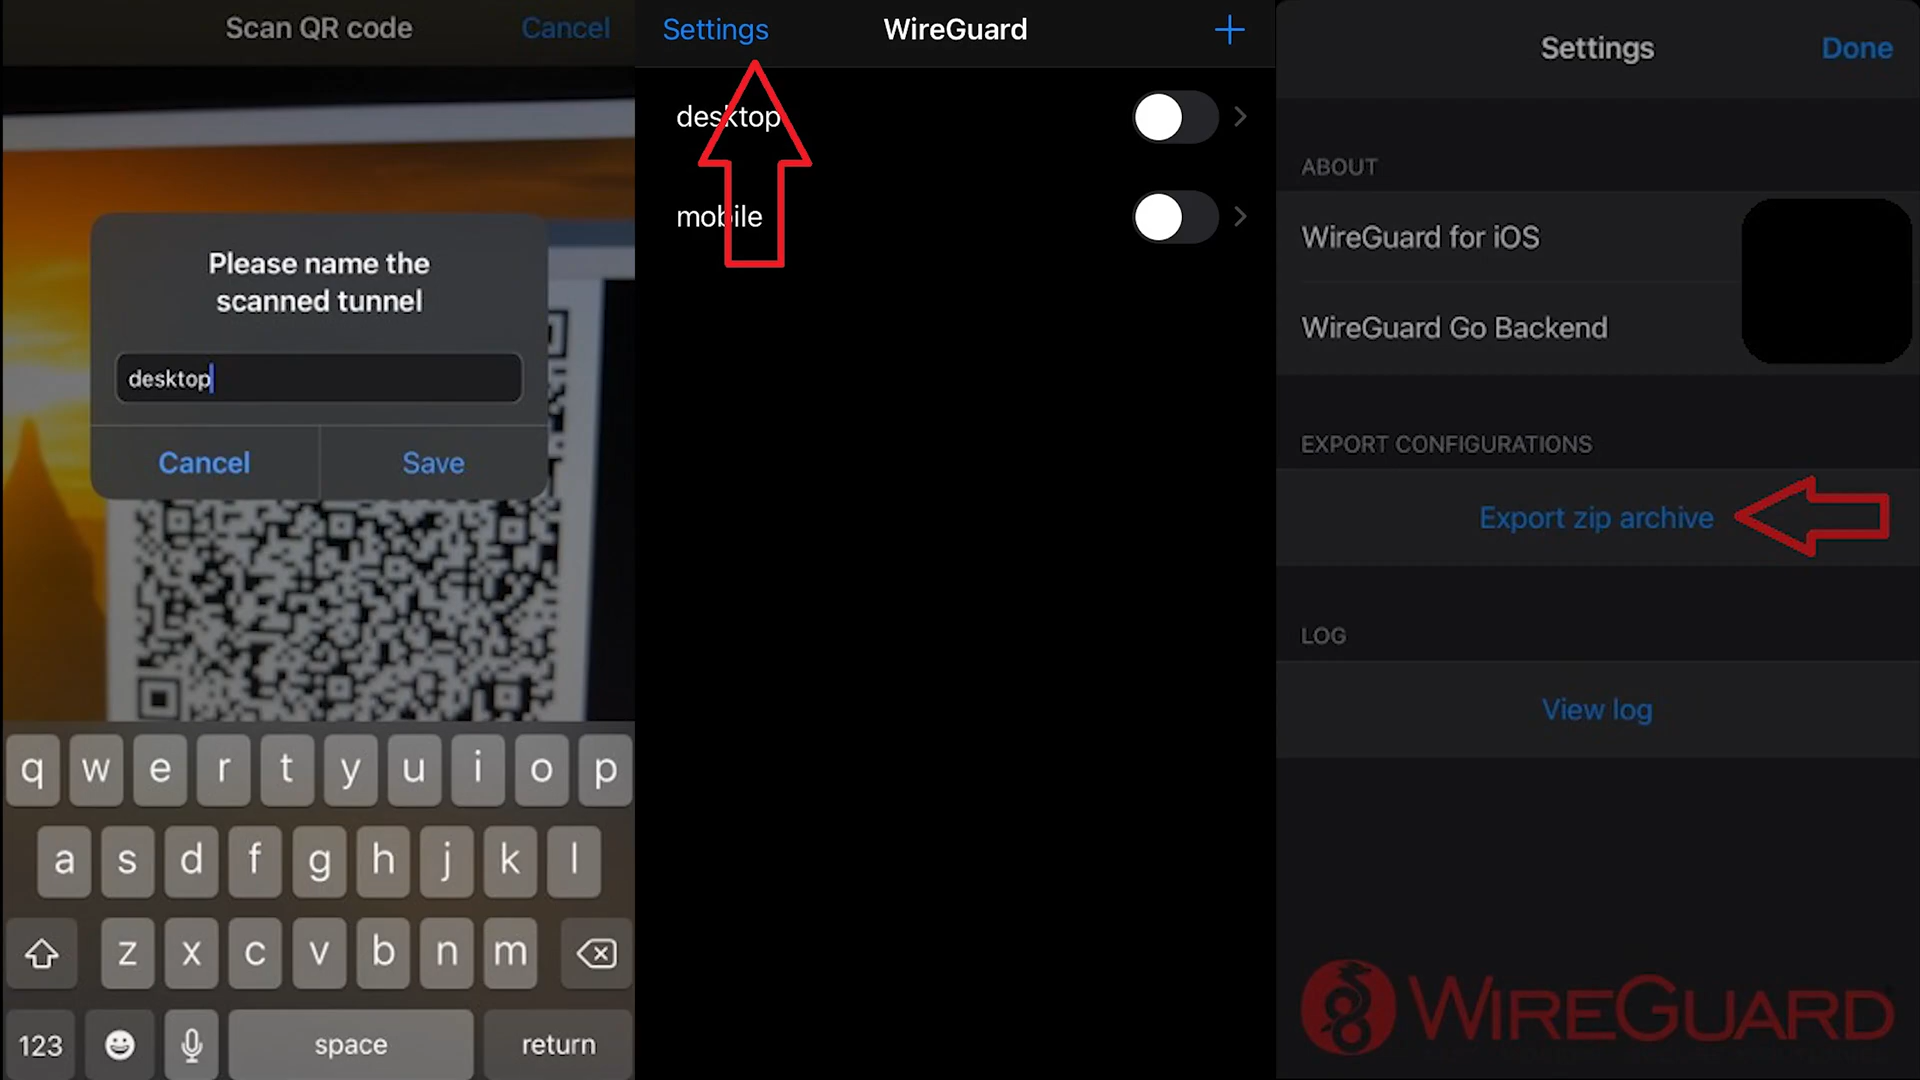 Scan QR code
Cancel
Please name the
scanned tunnel
desktop
Cancel
Save
q w e r t y u i o p
a s d f g h j k l
z x c v b n m
123
space
return
Settings
WireGuard
desktop
mobile
Settings
Done
ABOUT
WireGuard for iOS
WireGuard Go Backend
EXPORT CONFIGURATIONS
Export zip archive
LOG
View log
WIREGUARD